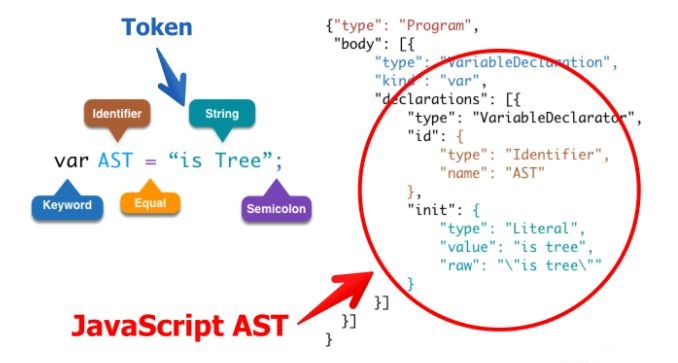 Token
Identifier
String
var AST = “is Tree”;
Keyword
Equal
Semicolon
{"type": "Program",
"body": [{
"type": "VariableDeclaration",
"kind": "var",
"declarations": [{
"type": "VariableDeclarator",
"id": {
"type": "Identifier",
"name": "AST"
},
"init": {
"type": "Literal",
"value": "is tree",
"raw": "\"is tree\""
}
}]
}]
}
JavaScript AST